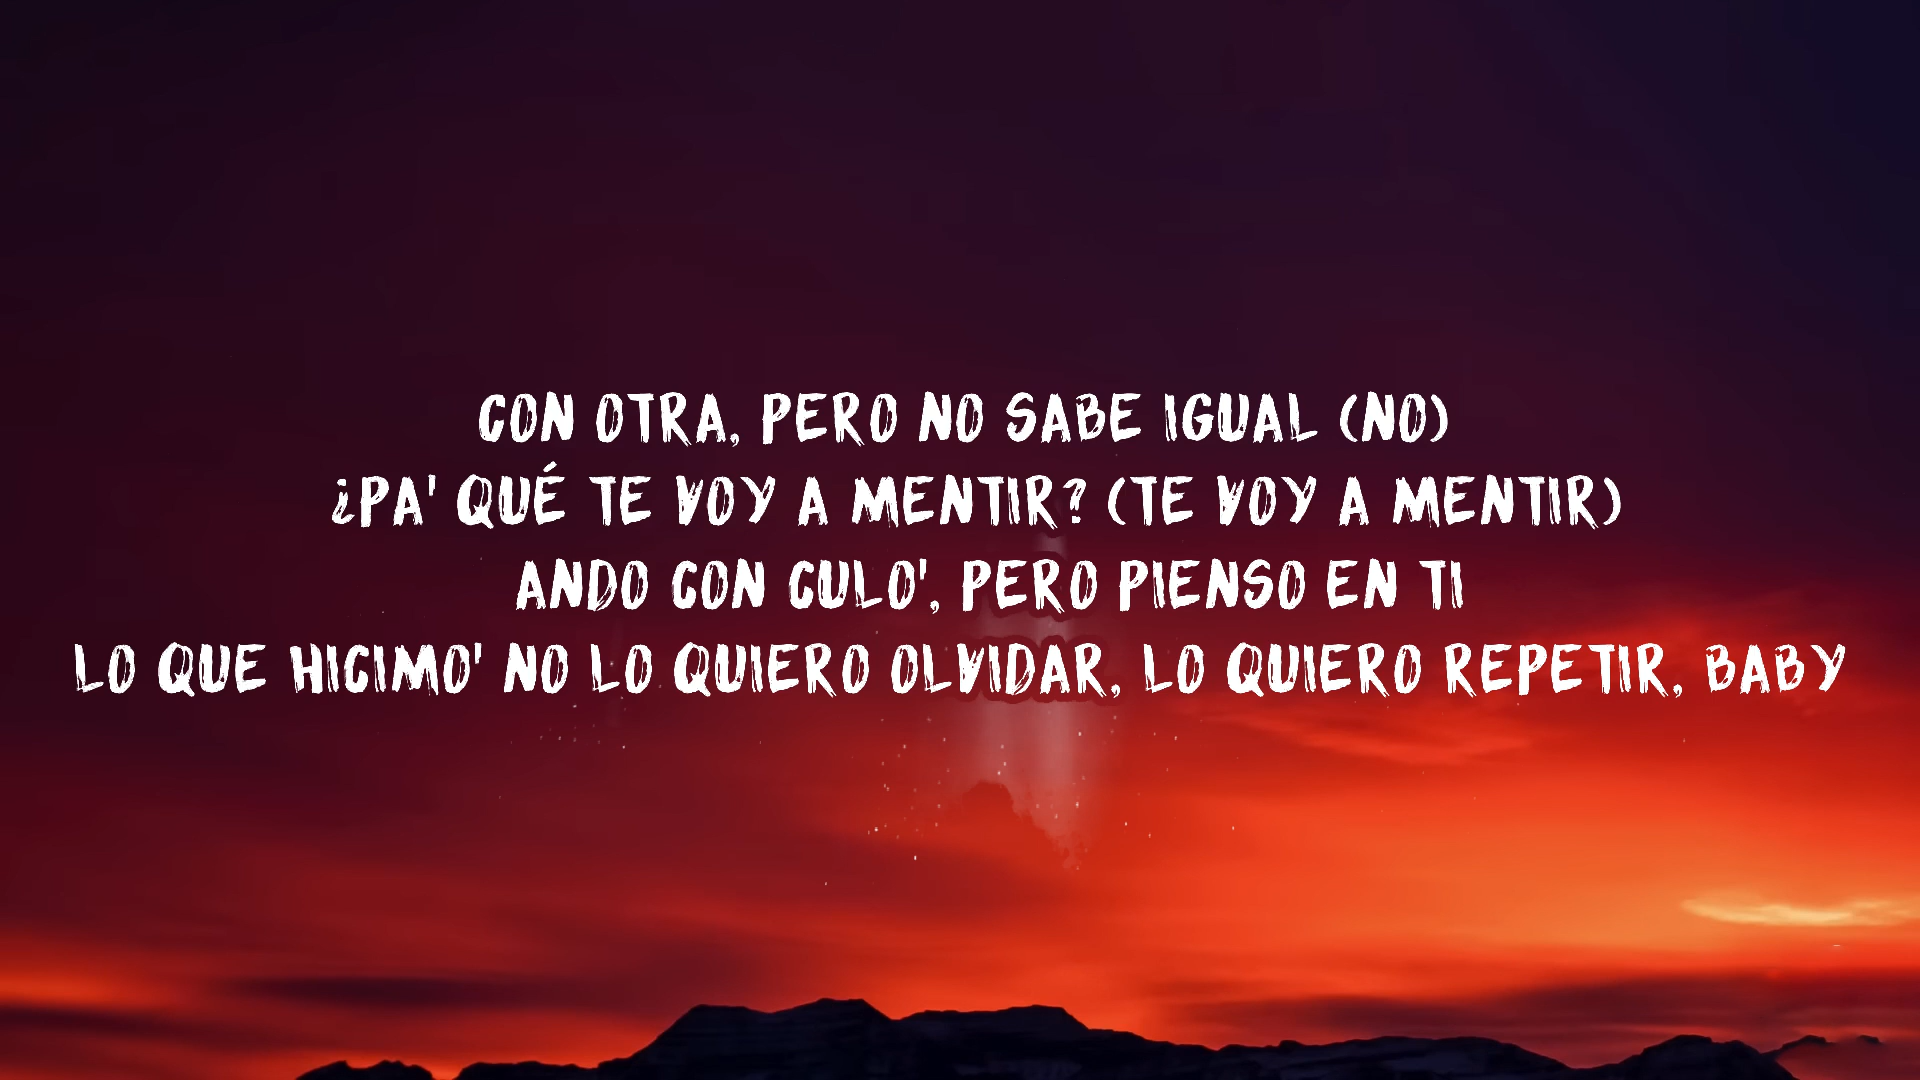 CON OTRA, PERO NO SABE IGUAL (NO)
¿PA' QUÉ TE VOY A MENTIR? (TE VOY A MENTIR)
ANDO CON CULO', PERO PIENSO EN TI
LO QUE HICIMO' NO LO QUIERO OLVIDAR, LO QUIERO REPETIR, BABY